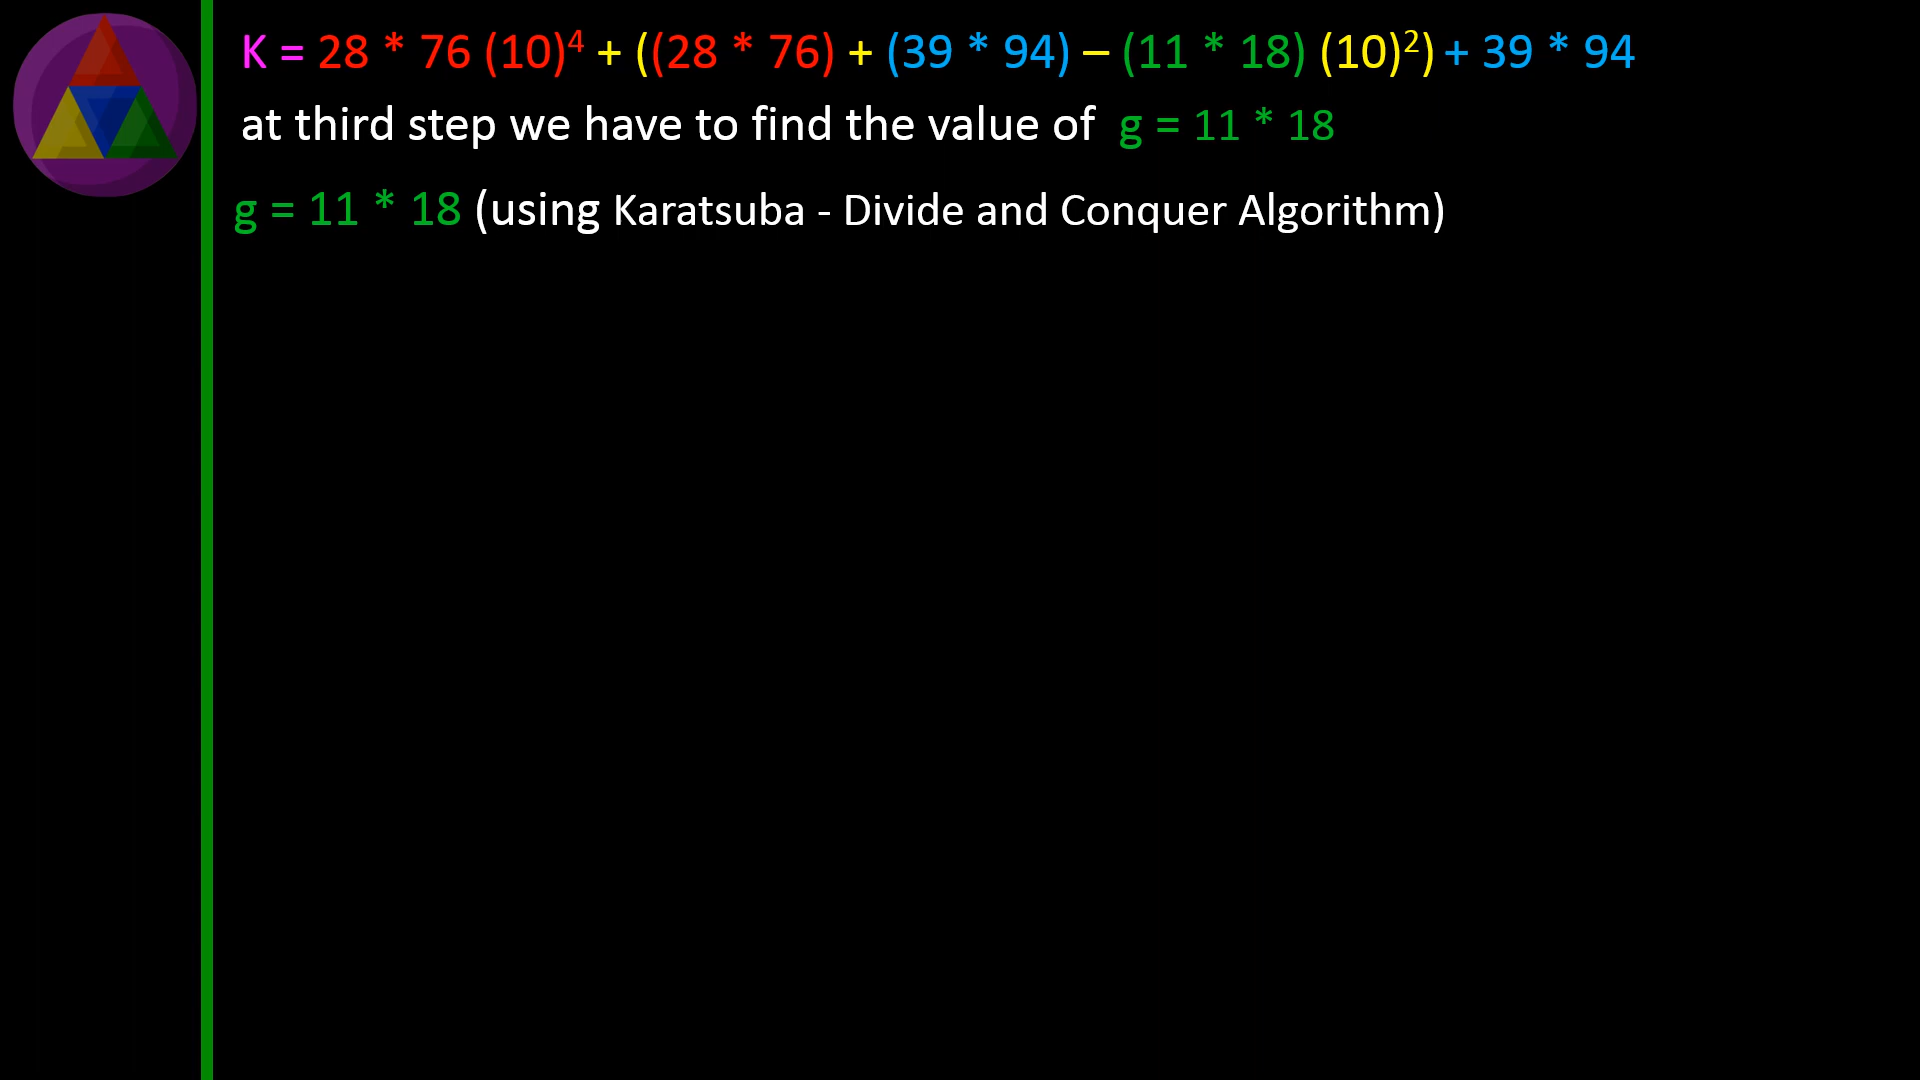 K = 28 * 76 (10)⁴ + ((28 * 76) + (39 * 94) – (11 * 18) (10)²) + 39 * 94
at third step we have to find the value of g = 11 * 18
g = 11 * 18 (using Karatsuba - Divide and Conquer Algorithm)